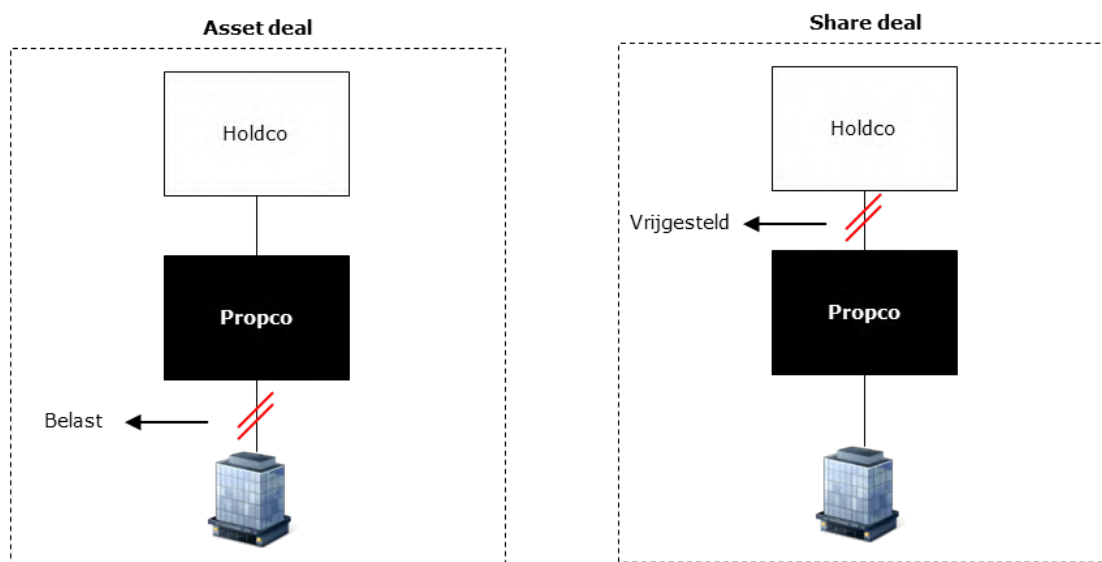 Asset deal
Holdco
Propco
Belast
Share deal
Holdco
Vrijgesteld
Propco